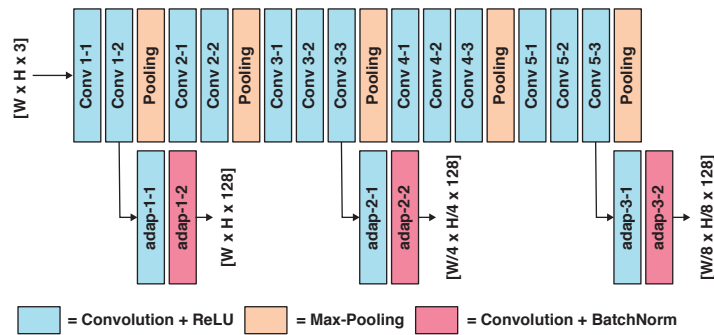 [W x H x 3]
Conv 1-1
Conv 1-2
Pooling
Conv 2-1
Conv 2-2
Pooling
Conv 3-1
Conv 3-2
Conv 3-3
Pooling
Conv 4-1
Conv 4-2
Conv 4-3
Pooling
Conv 5-1
Conv 5-2
Conv 5-3
Pooling
adap-1-1
adap-1-2
[W x H x 128]
adap-2-1
adap-2-2
[W/4 x H/4 x 128]
adap-3-1
adap-3-2
[W/8 x H/8 x 128]
= Convolution + ReLU
= Max-Pooling
= Convolution + BatchNorm